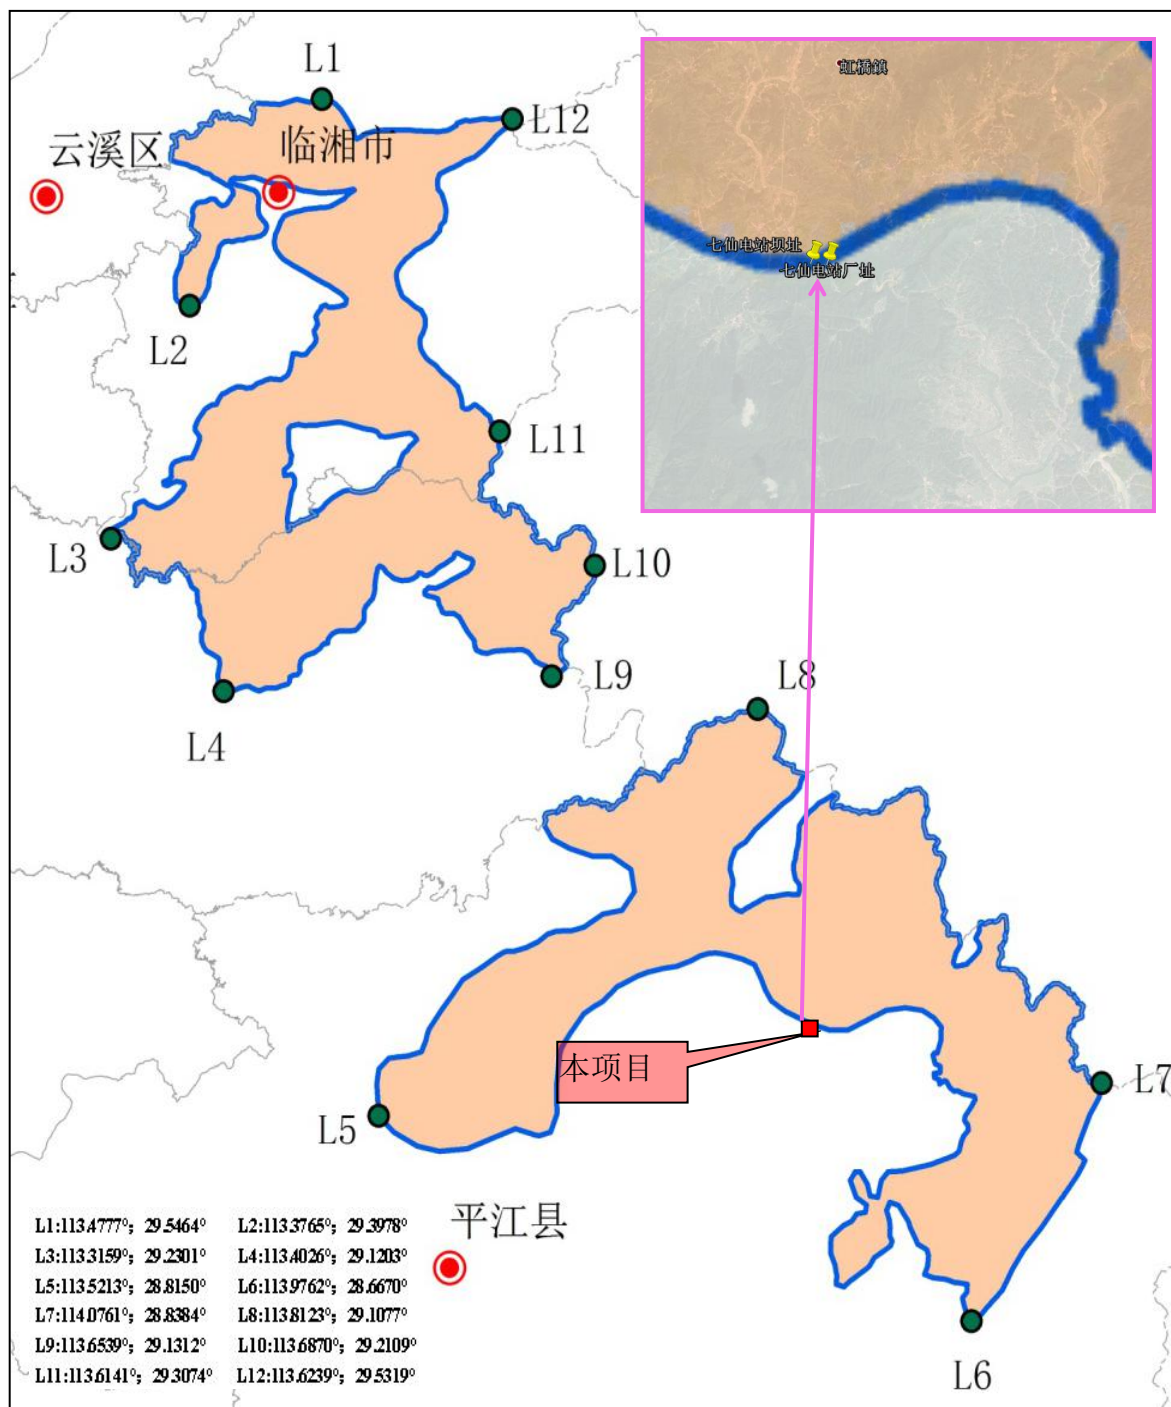 L1
L12
云溪区
临湘市
虹橋鎮
七仙电站坝址
七仙电站厂址
L2
L11
L3
L10
L4
L9
L8
本项目
L7
L5
平江县
L6
L1:113.4777°; 29.5464° L2:113.3765°; 29.3978°
L3:113.3159°; 29.2301° L4:113.4026°; 29.1203°
L5:113.5213°; 28.8150° L6:113.9762°; 28.6670°
L7:114.0761°; 28.8384° L8:113.8123°; 29.1077°
L9:113.6539°; 29.1312° L10:113.6870°; 29.2109°
L11:113.6141°; 29.3074° L12:113.6239°; 29.5319°